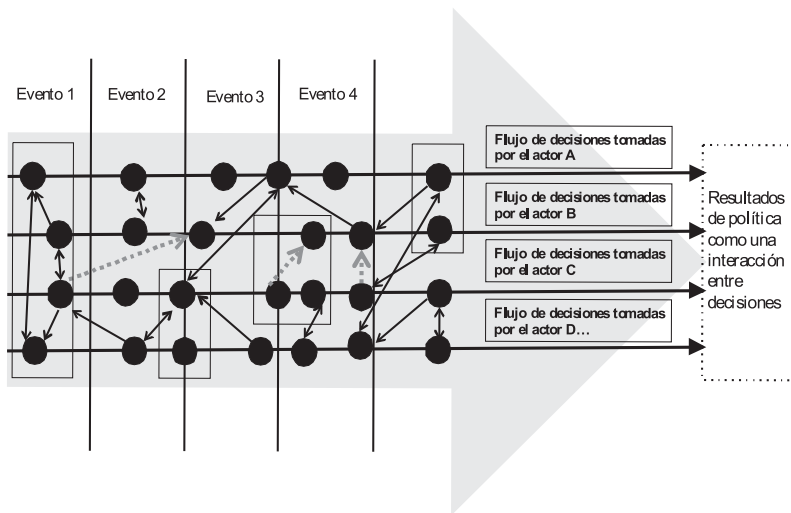 Evento 1
Evento 2
Evento 3
Evento 4
Flujo de decisiones tomadas
por el actor A
Flujo de decisiones tomadas
por el actor B
Flujo de decisiones tomadas
por el actor C
Flujo de decisiones tomadas
por el actor D...
Resultados
de política
como una
interacción
entre
decisiones